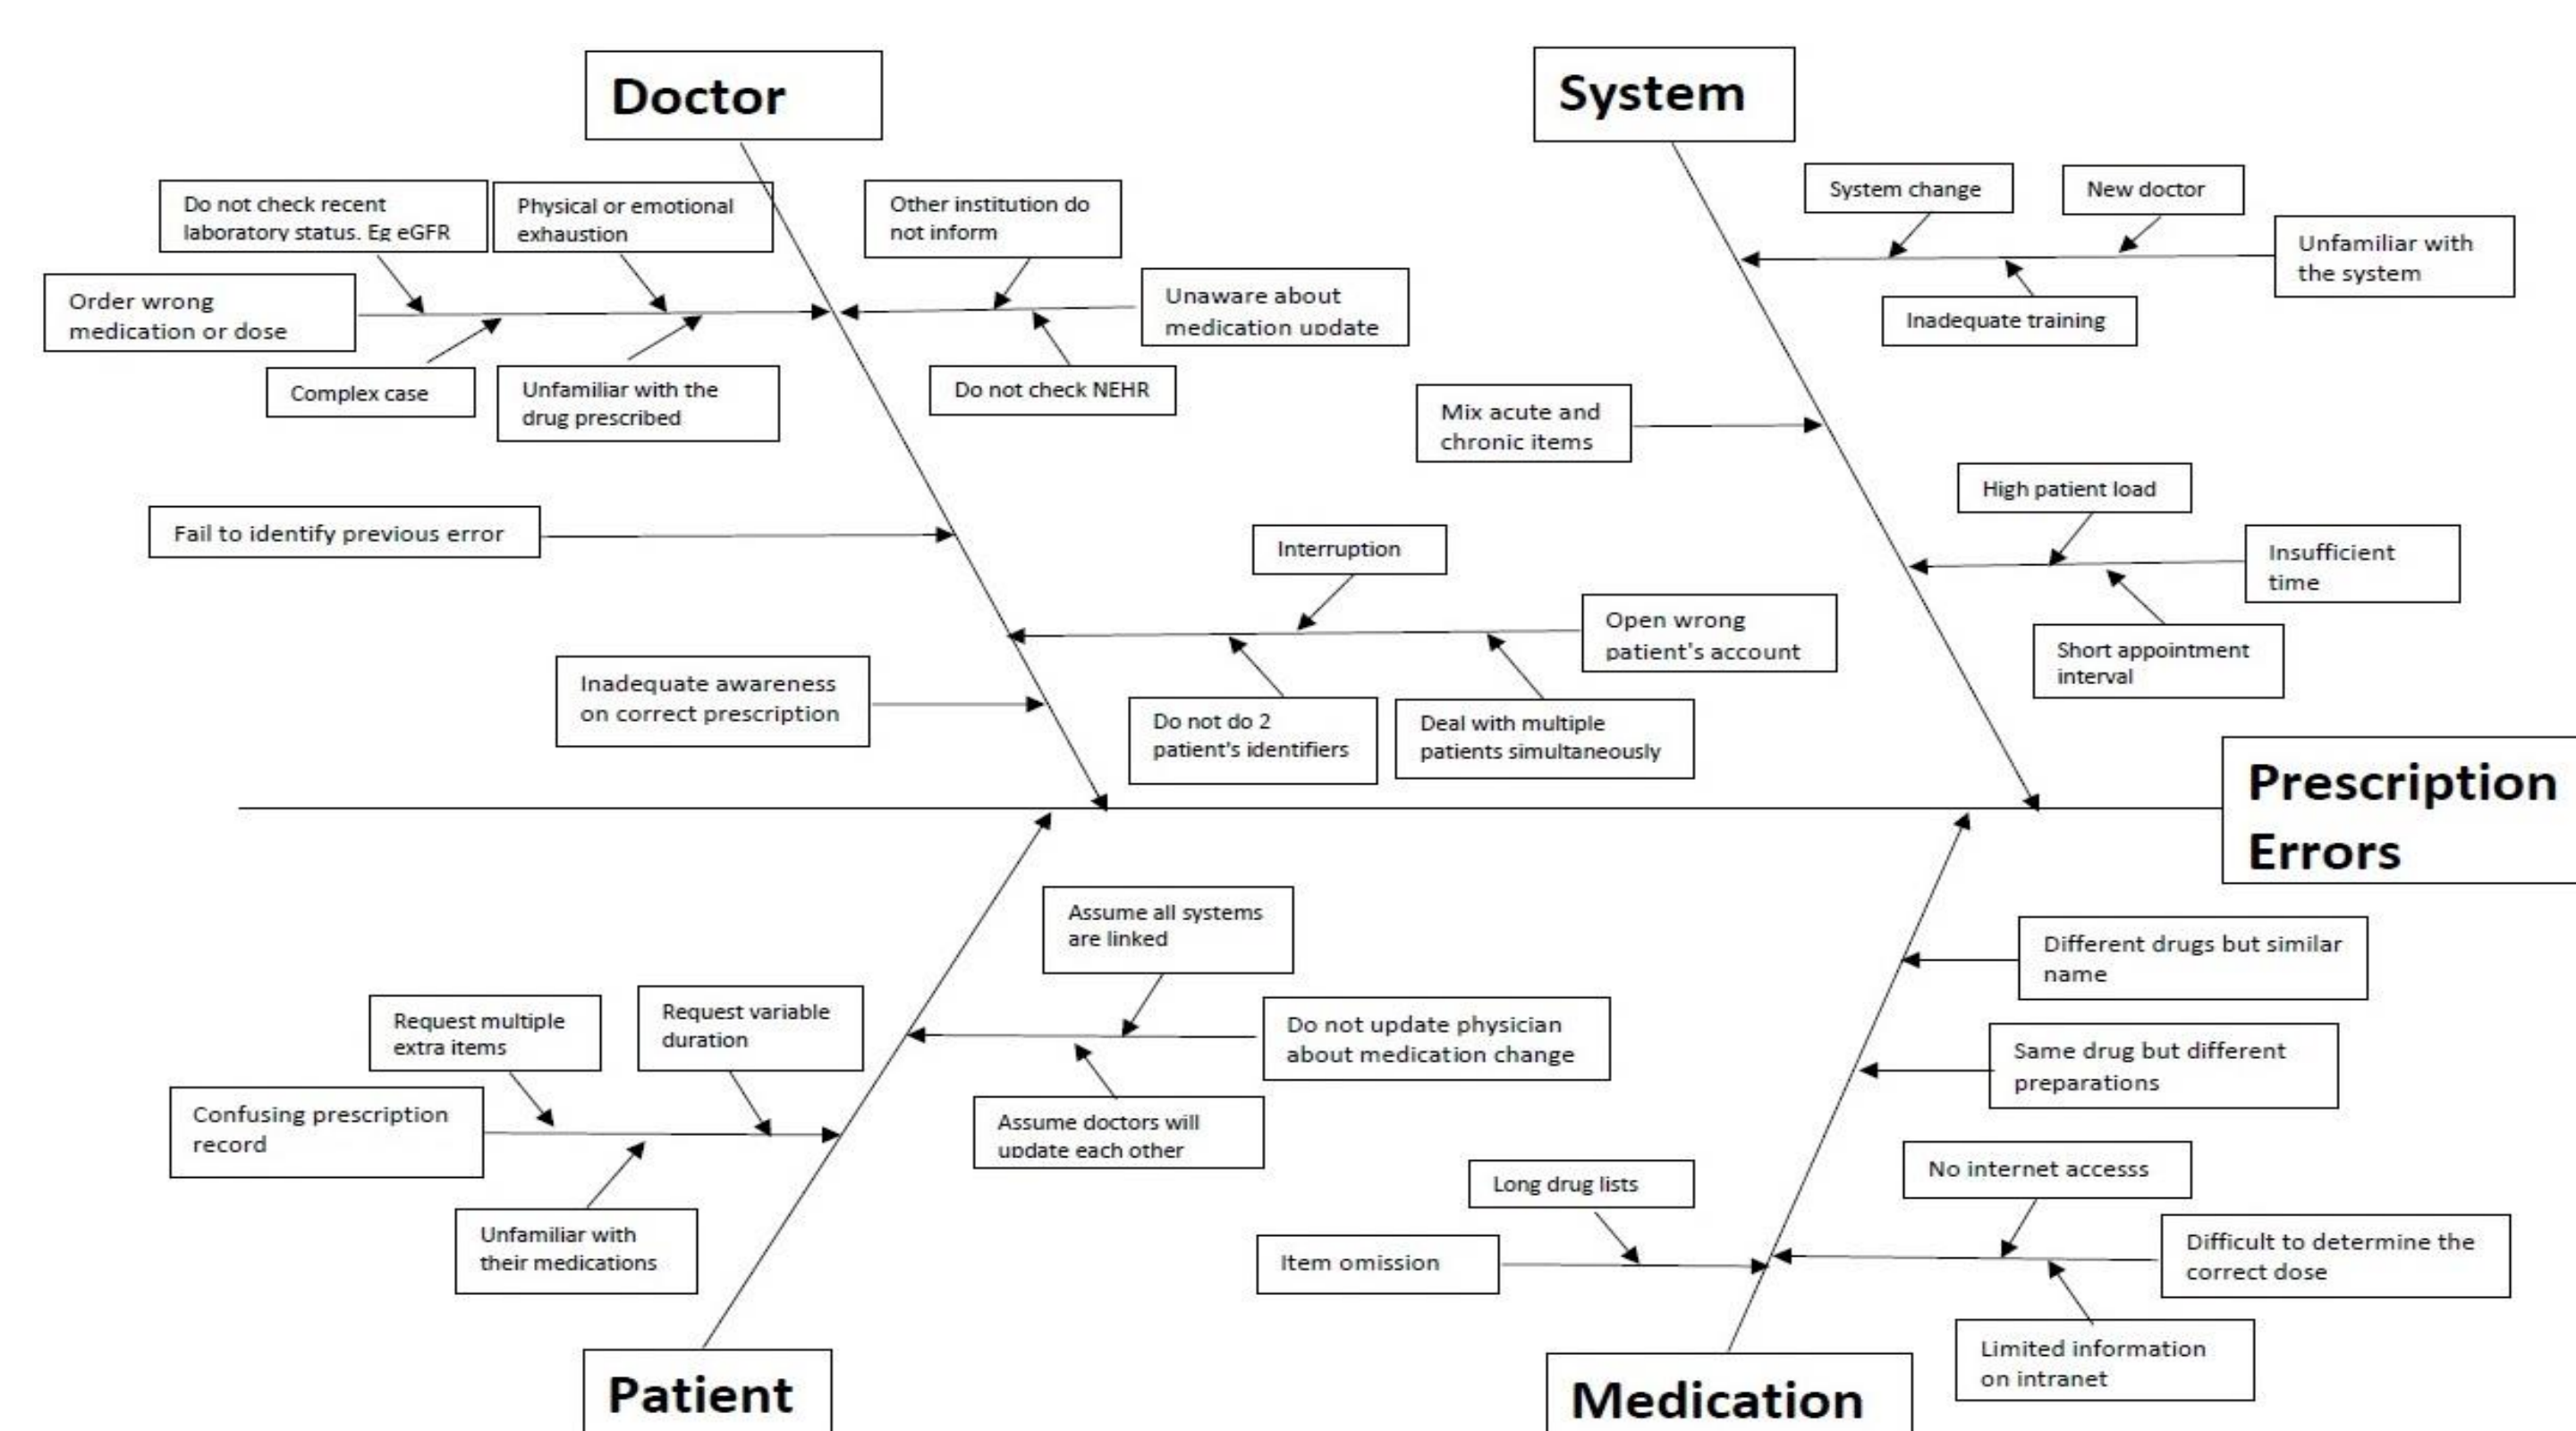 Doctor
System
Do not check recent
laboratory status. Eg eGFR
Physical or emotional
exhaustion
Other institution do
not inform
System change
New doctor
Order wrong
medication or dose
Unaware about
medication update
Unfamiliar with
the system
Inadequate training
Complex case
Unfamiliar with the
drug prescribed
Do not check NEHR
Mix acute and
chronic items
High patient load
Fail to identify previous error
Interruption
Insufficient
time
Open wrong
patient's account
Short appointment
interval
Inadequate awareness
on correct prescription
Do not do 2
patient's identifiers
Deal with multiple
patients simultaneously
Prescription
Errors
Assume all systems
are linked
Different drugs but similar
name
Request multiple
extra items
Request variable
duration
Do not update physician
about medication change
Same drug but different
preparations
Confusing prescription
record
Assume doctors will
update each other
No internet accesss
Long drug lists
Unfamiliar with
their medications
Item omission
Difficult to determine the
correct dose
Limited information
on intranet
Patient
Medication